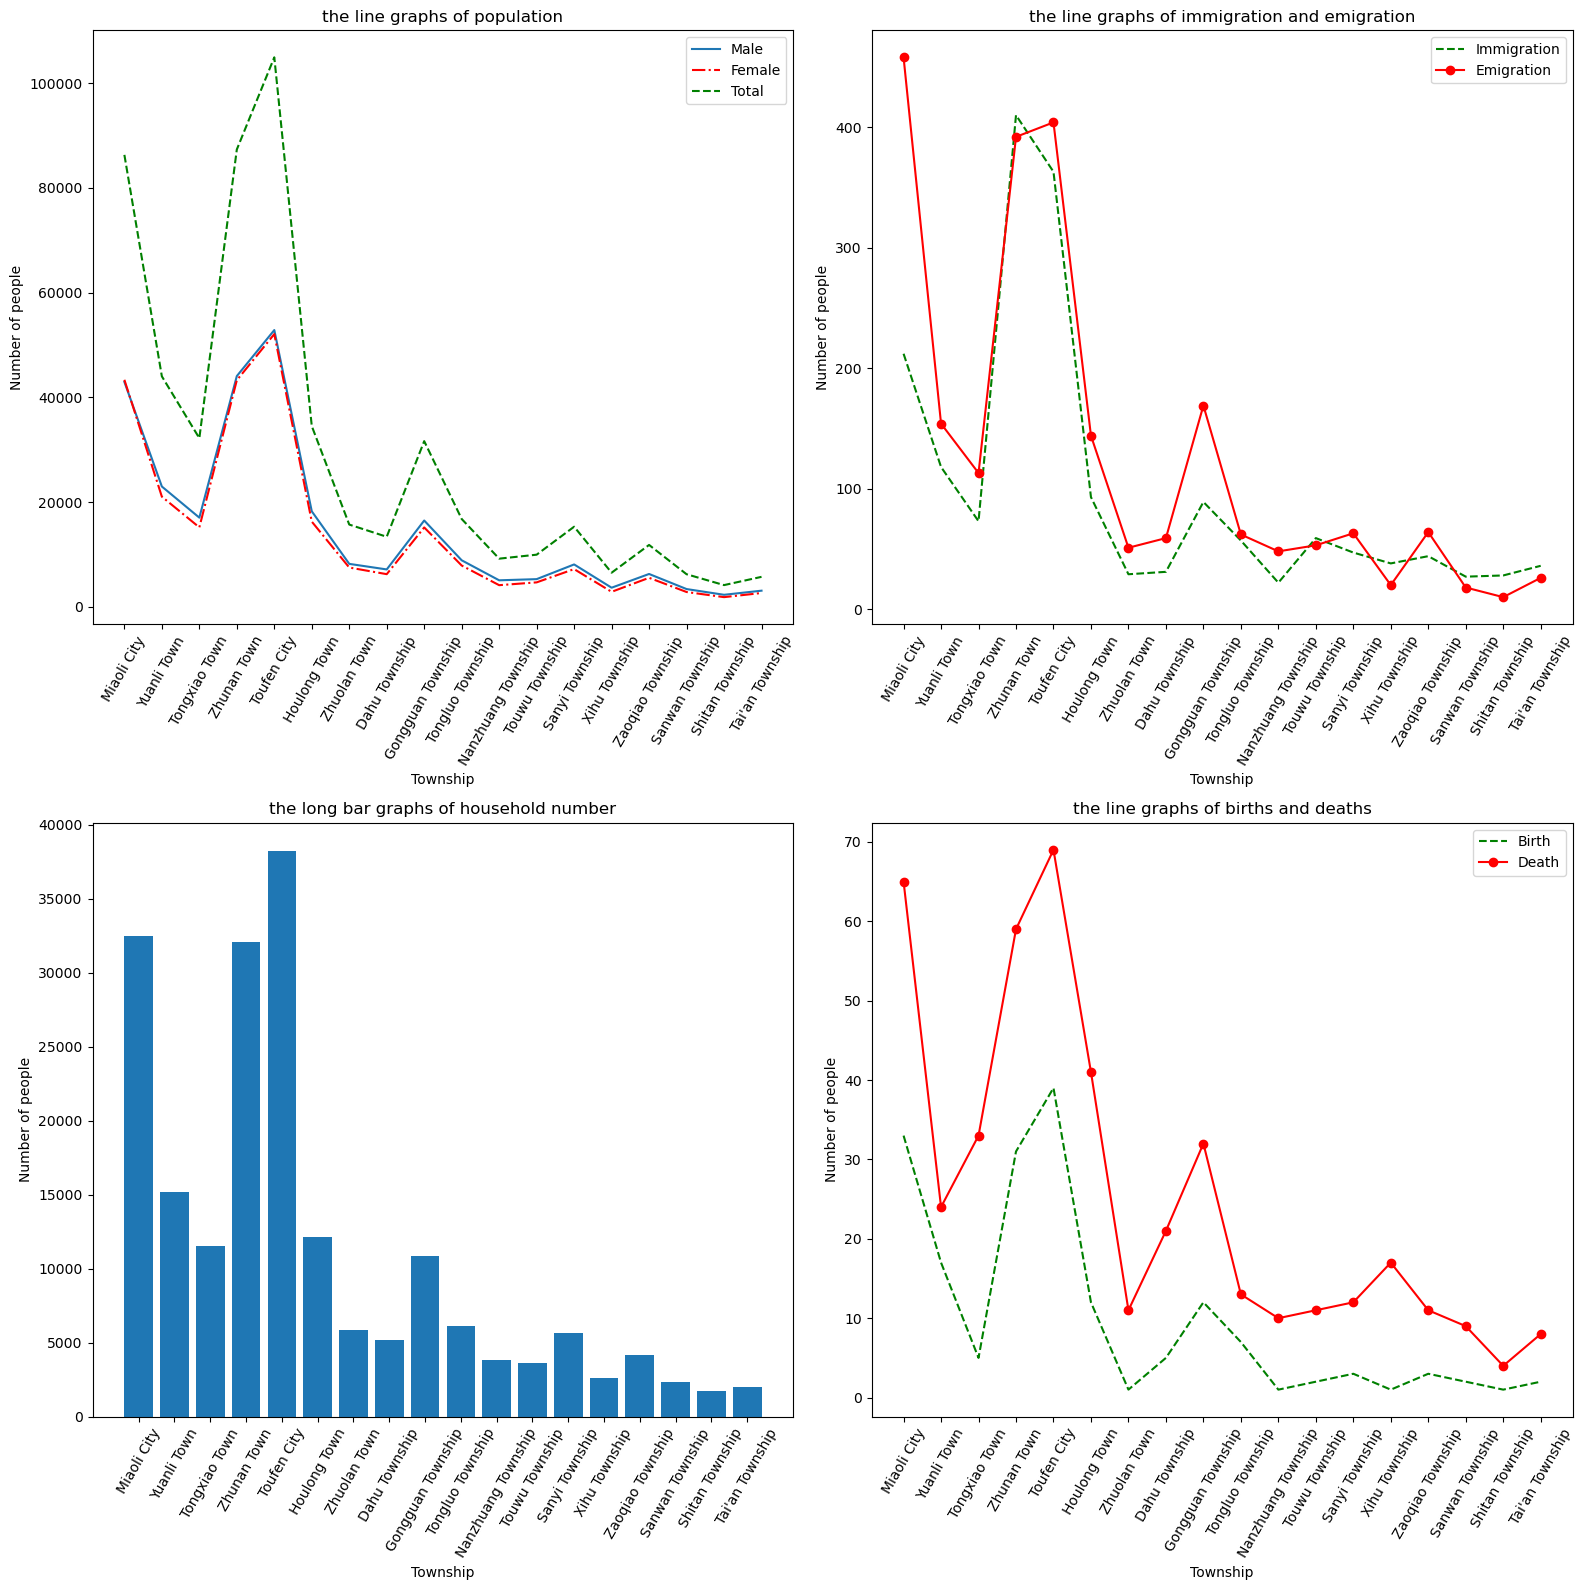 the line graphs of population
Male
Female
Total
100000
80000
60000
40000
20000
0
Number of people
Miaoli City
Yuanli Town
Tongxiao Town
Zhunan Town
Toufen City
Houlong Town
Zhuolan Town
Dahu Township
Gongguan Township
Tongluo Township
Nanzhuang Township
Touwu Township
Sanyi Township
Xihu Township
Zaoqiao Township
Sanwan Township
Shitan Township
Tai'an Township
Township
the line graphs of immigration and emigration
Immigration
Emigration
400
300
200
100
0
Number of people
Miaoli City
Yuanli Town
Tongxiao Town
Zhunan Town
Toufen City
Houlong Town
Zhuolan Town
Dahu Township
Gongguan Township
Tongluo Township
Nanzhuang Township
Touwu Township
Sanyi Township
Xihu Township
Zaoqiao Township
Sanwan Township
Shitan Township
Tai'an Township
Township
the long bar graphs of household number
40000
35000
30000
25000
20000
15000
10000
5000
0
Number of people
Miaoli City
Yuanli Town
Tongxiao Town
Zhunan Town
Toufen City
Houlong Town
Zhuolan Town
Dahu Township
Gongguan Township
Tongluo Township
Nanzhuang Township
Touwu Township
Sanyi Township
Xihu Township
Zaoqiao Township
Sanwan Township
Shitan Township
Tai'an Township
Township
the line graphs of births and deaths
Birth
Death
70
60
50
40
30
20
10
0
Number of people
Miaoli City
Yuanli Town
Tongxiao Town
Zhunan Town
Toufen City
Houlong Town
Zhuolan Town
Dahu Township
Gongguan Township
Tongluo Township
Nanzhuang Township
Touwu Township
Sanyi Township
Xihu Township
Zaoqiao Township
Sanwan Township
Shitan Township
Tai'an Township
Township